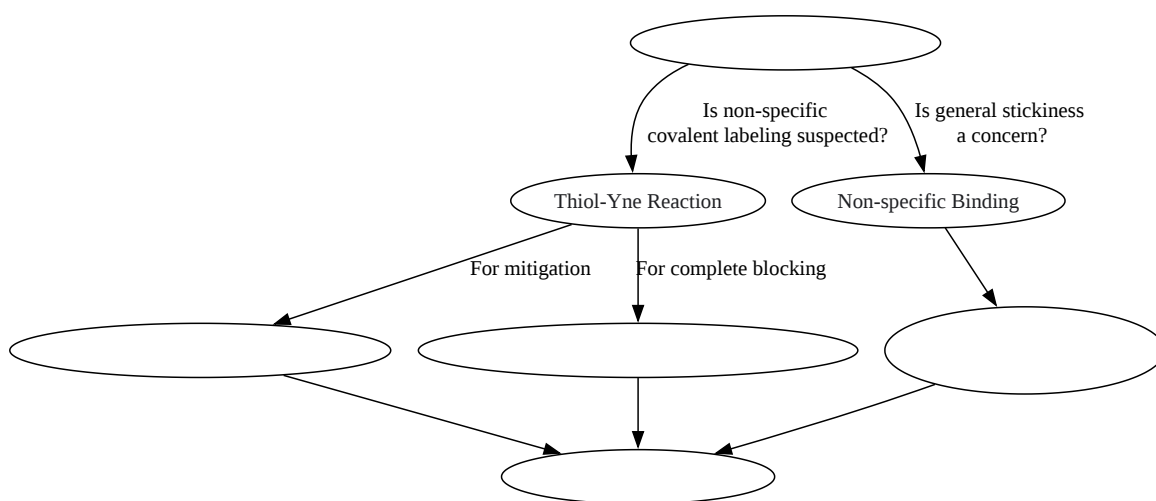 Is non-specific
covalent labeling suspected?
Is general stickiness
a concern?
Thiol-Yne Reaction
Non-specific Binding
For mitigation
For complete blocking